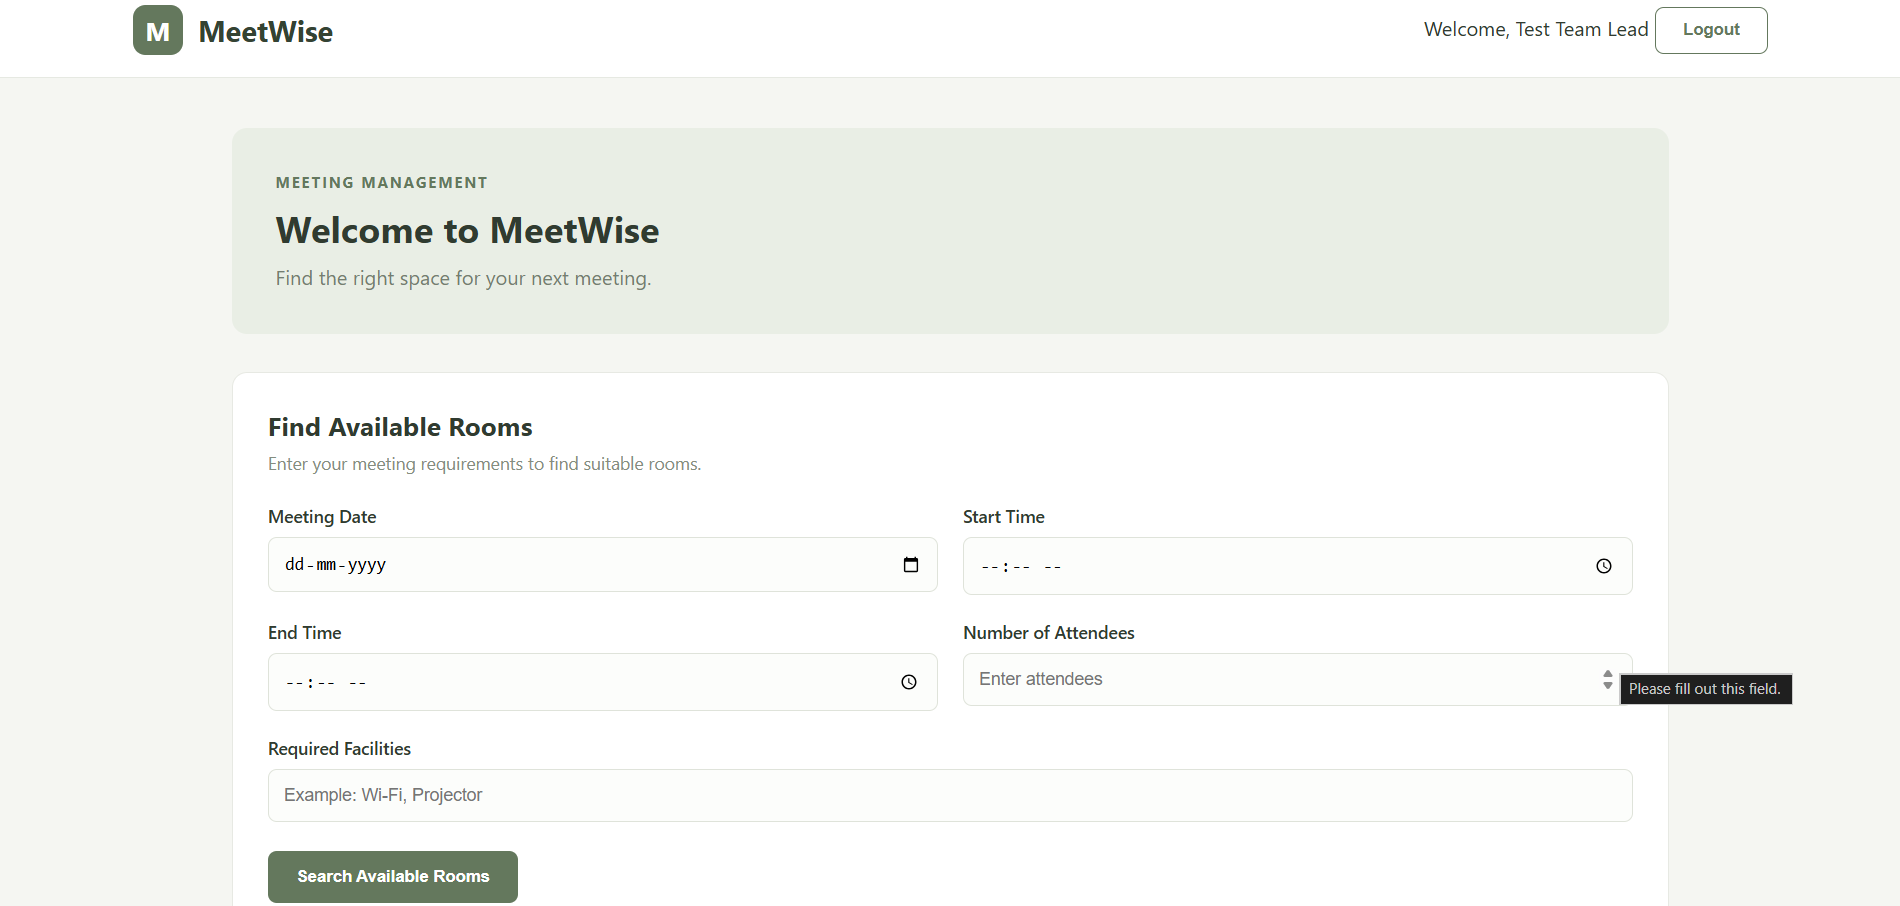 M MeetWise
Welcome, Test Team Lead Logout
MEETING MANAGEMENT
Welcome to MeetWise
Find the right space for your next meeting.
Find Available Rooms
Enter your meeting requirements to find suitable rooms.
Meeting Date
dd-mm-yyyy
Start Time
--:-- --
End Time
--:-- --
Number of Attendees
Enter attendees
Please fill out this field.
Required Facilities
Example: Wi-Fi, Projector
Search Available Rooms